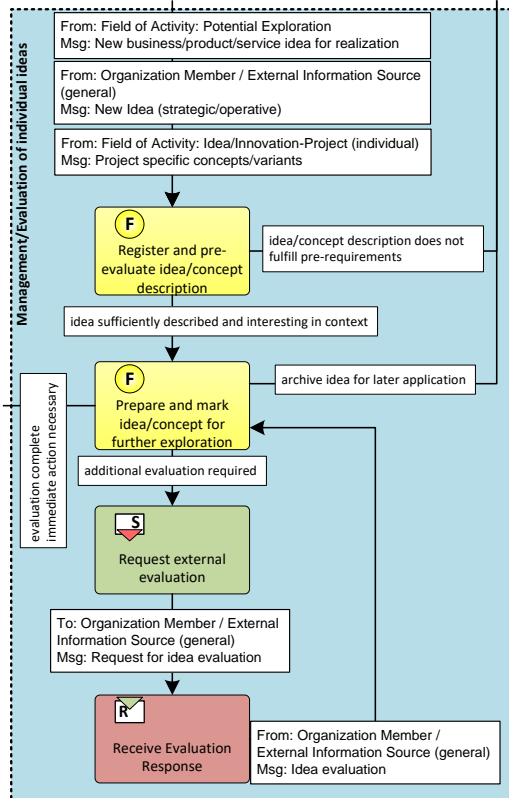 Management/Evaluation of individual ideas
From: Field of Activity: Potential Exploration
Msg: New business/product/service idea for realization
From: Organization Member / External Information Source
(general)
Msg: New Idea (strategic/operative)
From: Field of Activity: Idea/Innovation-Project (individual)
Msg: Project specific concepts/variants
F
Register and pre-
evaluate idea/concept
description
idea/concept description does not
fulfill pre-requirements
idea sufficiently described and interesting in context
F
Prepare and mark
idea/concept for
further exploration
archive idea for later application
evaluation complete
immediate action necessary
additional evaluation required
S
Request external
evaluation
To: Organization Member / External
Information Source (general)
Msg: Request for idea evaluation
R
Receive Evaluation
Response
From: Organization Member /
External Information Source (general)
Msg: Idea evaluation